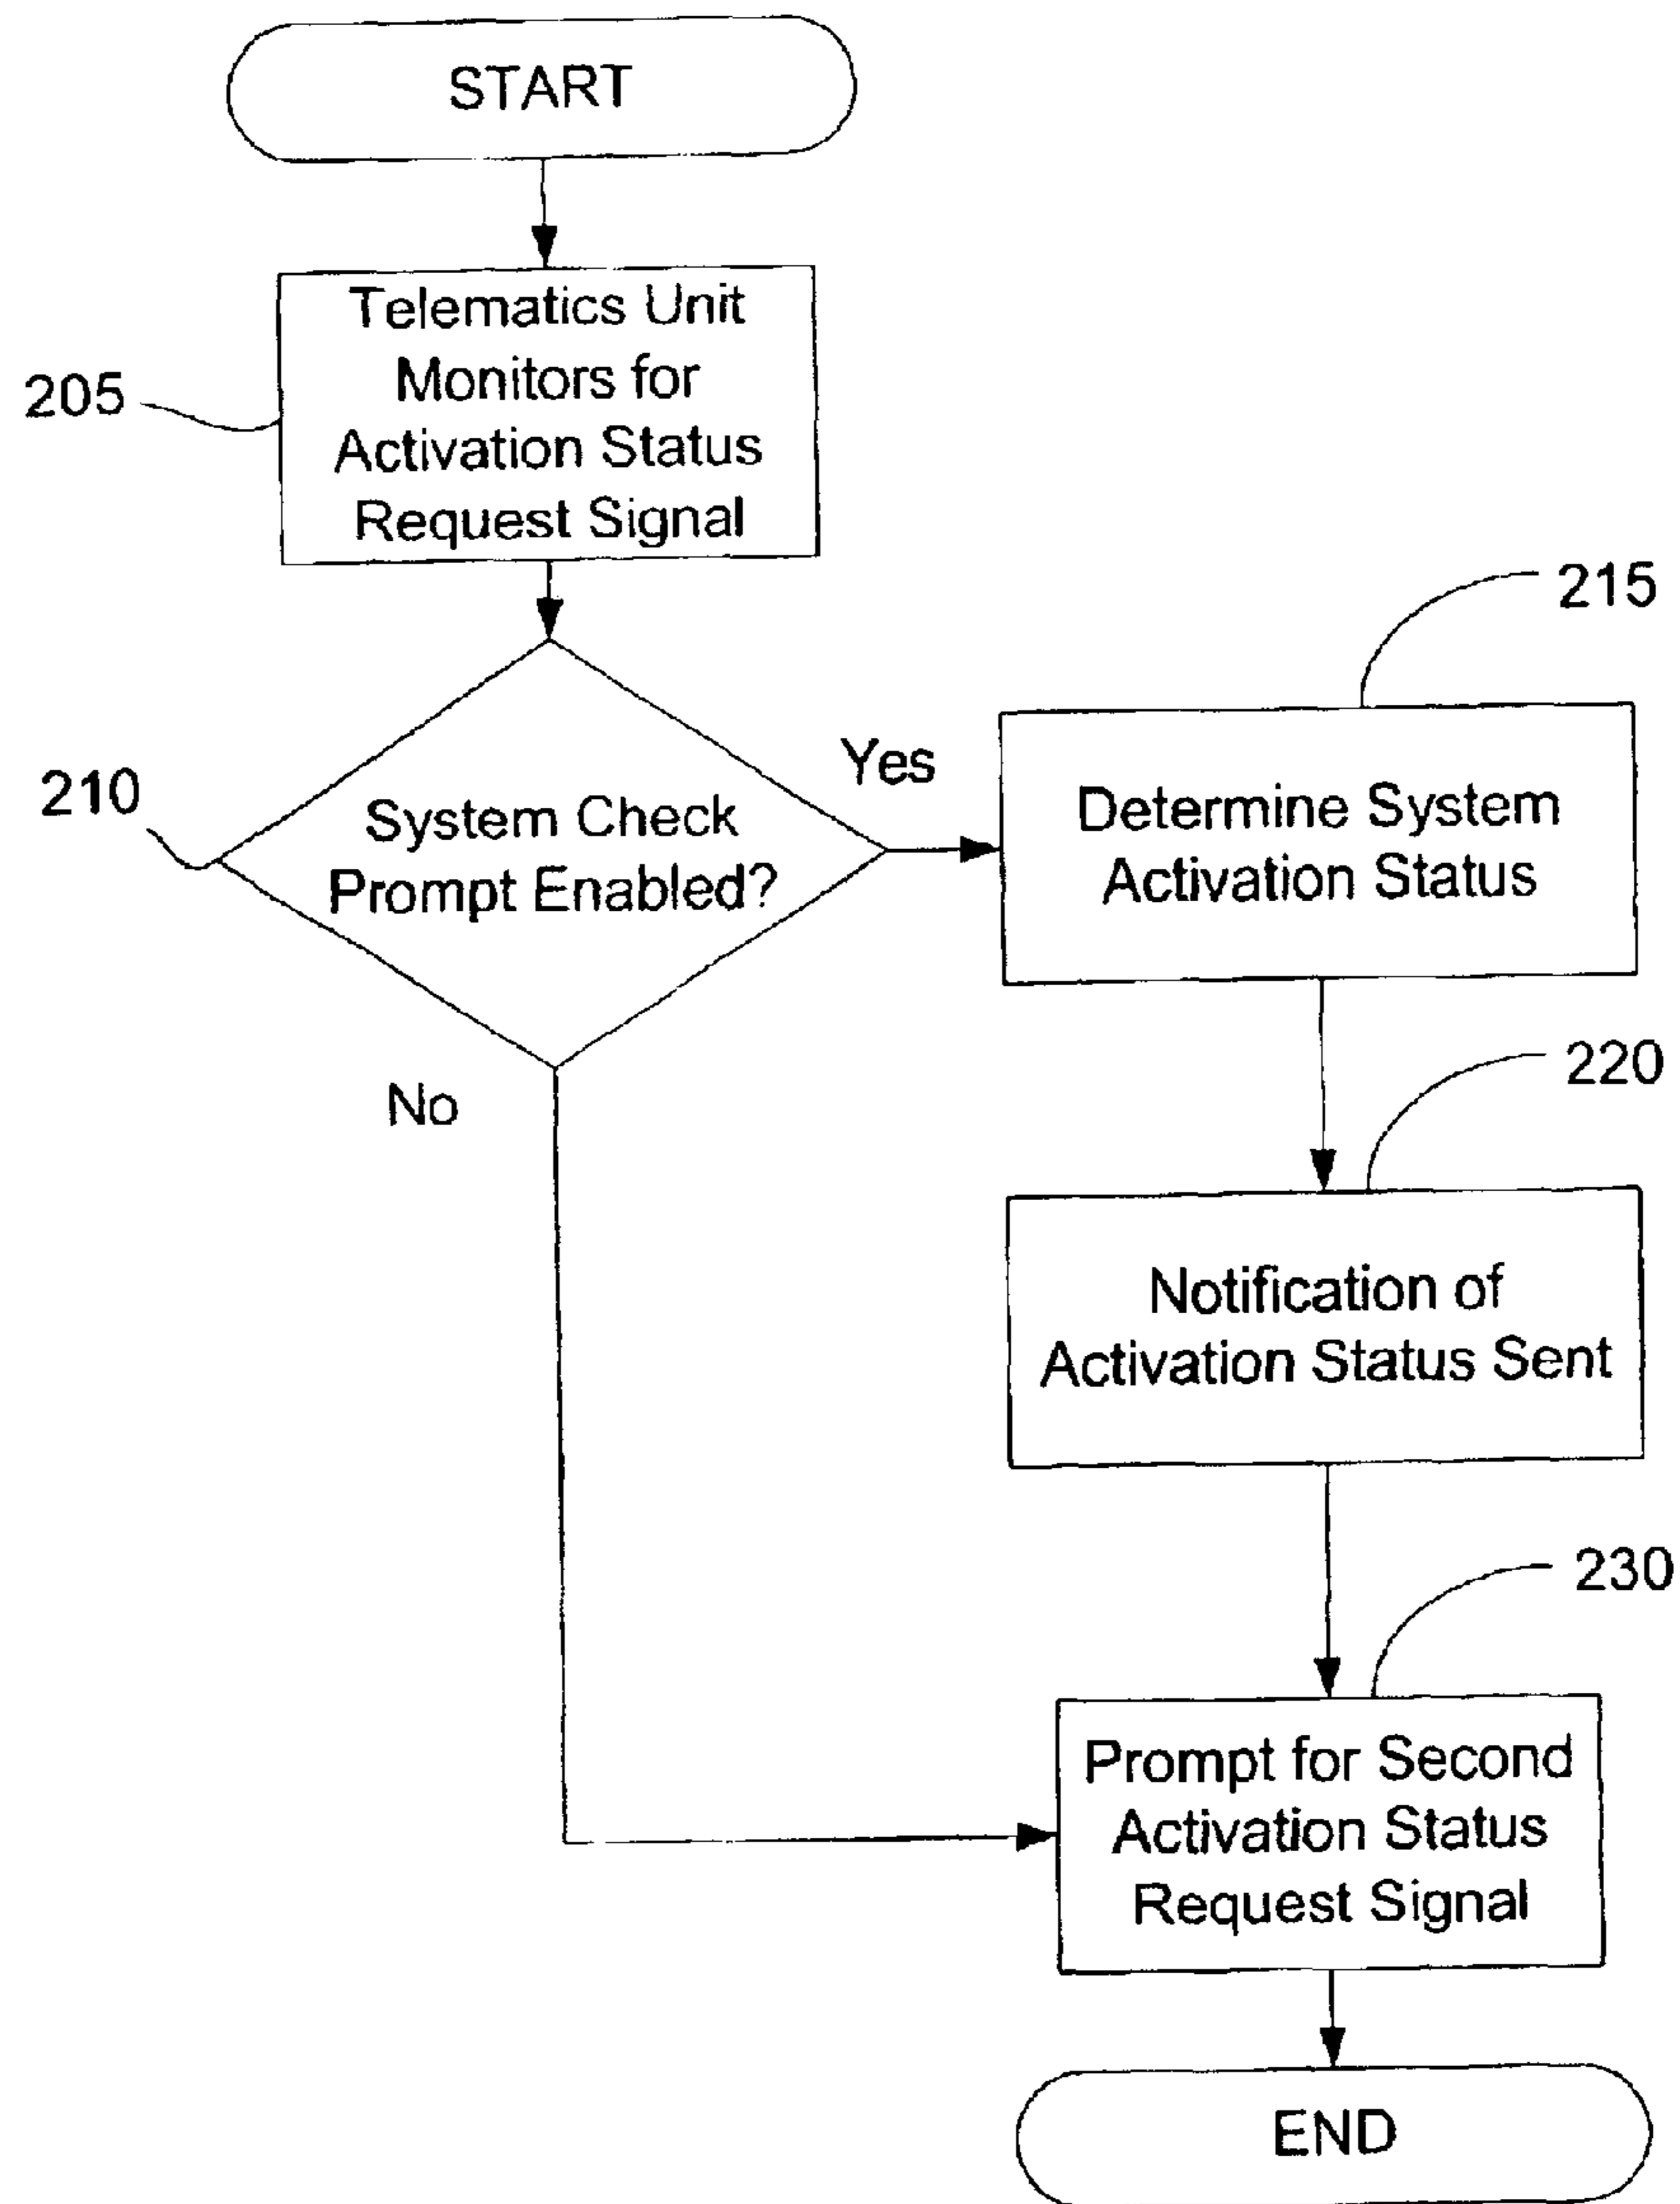 START
Telematics Unit
Monitors for
Activation Status
Request Signal
205
210
System Check
Prompt Enabled?
Yes
No
215
Determine System
Activation Status
220
Notification of
Activation Status Sent
230
Prompt for Second
Activation Status
Request Signal
END